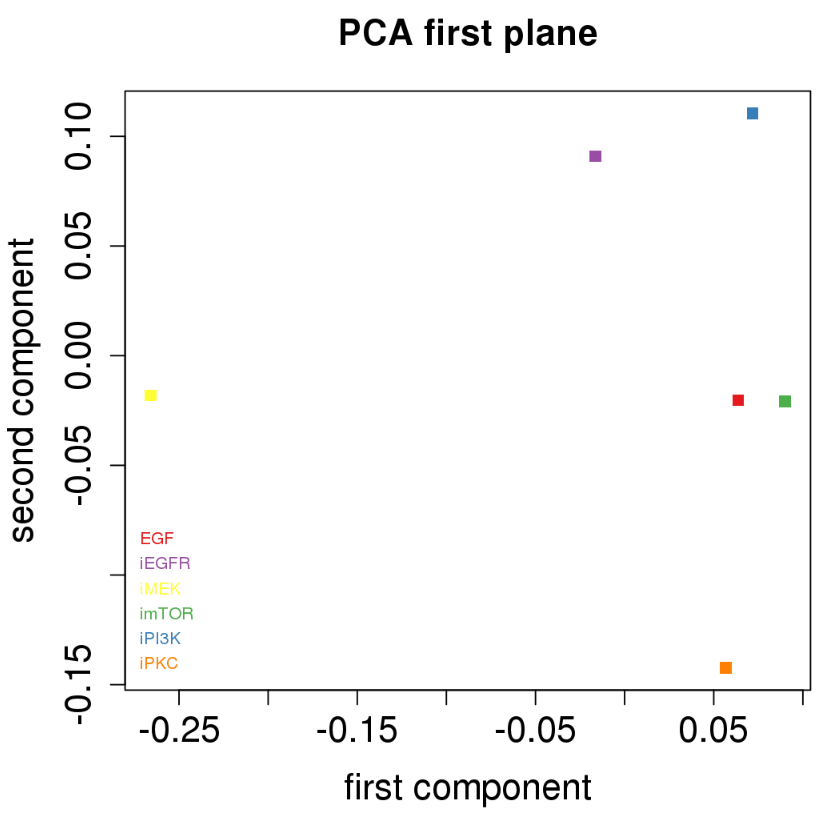 PCA first plane
0.10
0.05
0.00
-0.05
-0.15
second component
EGF
iEGFR
iMEK
imTOR
iPI3K
iPKC
-0.25 -0.15 -0.05 0.05
first component